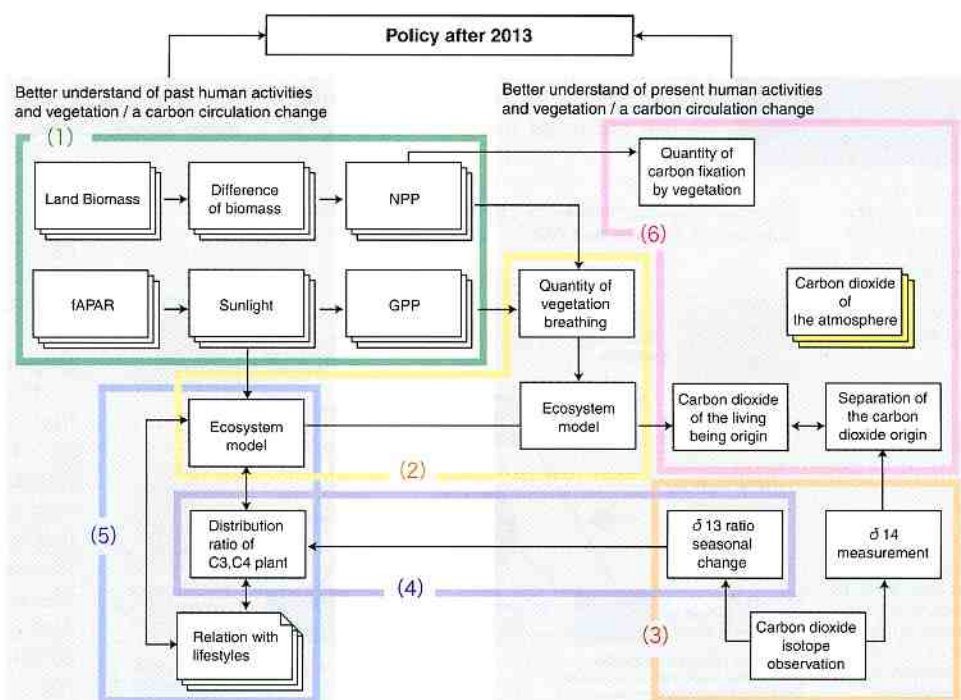 Policy after 2013
Better understand of past human activities
and vegetation / a carbon circulation change
Better understand of present human activities
and vegetation / a carbon circulation change
(1)
Land Biomass
Difference
of biomass
NPP
Quantity of
carbon fixation
by vegetation
(6)
fAPAR
Sunlight
GPP
Quantity of
vegetation
breathing
Carbon dioxide
of
the atmosphere
Ecosystem
model
Ecosystem
model
Carbon dioxide
of the living
being origin
Separation of
the carbon
dioxide origin
(2)
(5)
Distribution
ratio of
C3,C4 plant
δ 13 ratio
seasonal
change
δ 14
measurement
(4)
(3)
Relation with
lifestyles
Carbon dioxide
isotope
observation